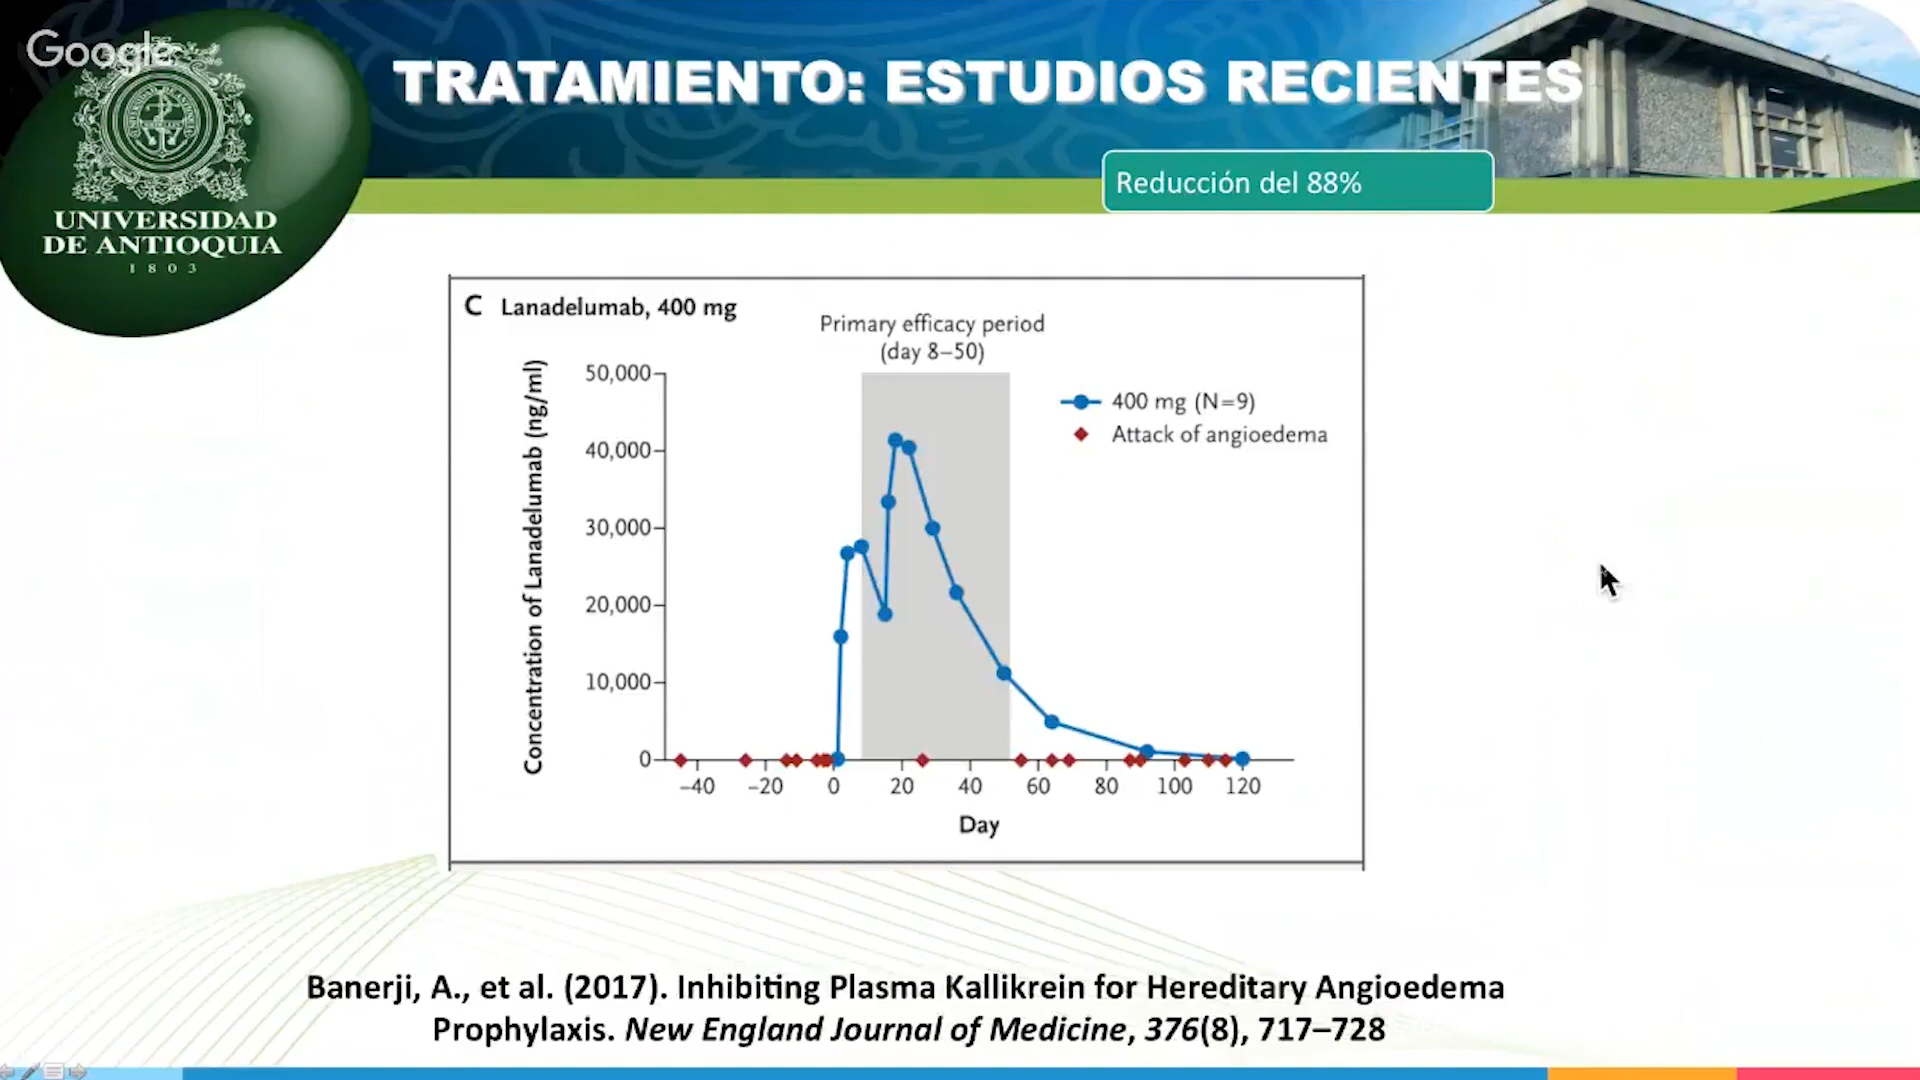 Google
TRATAMIENTO: ESTUDIOS RECIENTES
Reducción del 88%
UNIVERSIDAD
DE ANTIOQUIA
1803
C Lanadelumab, 400 mg
Primary efficacy period
(day 8–50)
Concentration of Lanadelumab (ng/ml)
50,000
40,000
30,000
20,000
10,000
0
400 mg (N=9)
Attack of angioedema
–40 –20 0 20 40 60 80 100 120
Day
Banerji, A., et al. (2017). Inhibiting Plasma Kallikrein for Hereditary Angioedema
Prophylaxis. New England Journal of Medicine, 376(8), 717–728